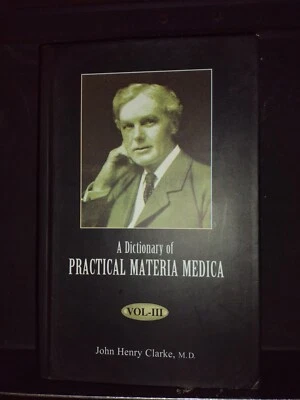 A Dictionary of
PRACTICAL MATERIA MEDICA
VOL-III
John Henry Clarke, M.D.